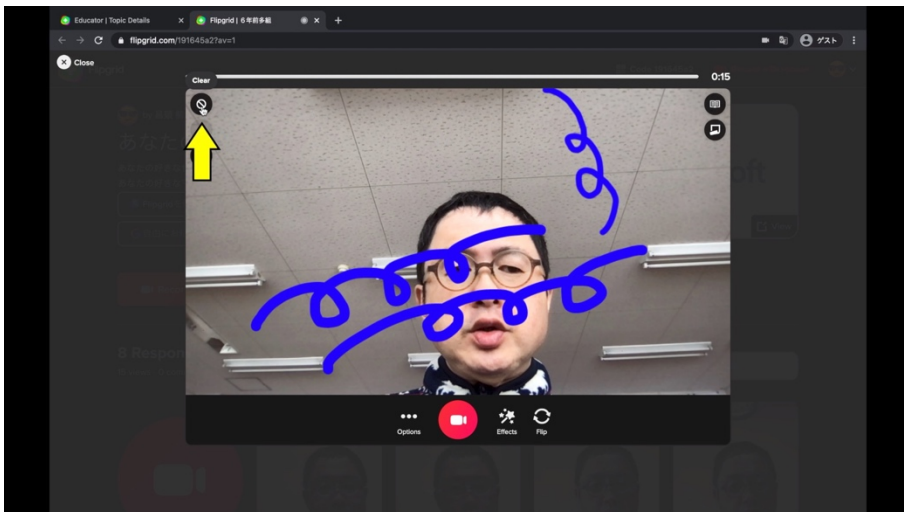 Educator | Topic Details
Flipgrid | 6年前多組
flipgrid.com/191645a2?av=1
ゲスト
Close
Clear
0:15
Options
Effects
Flip